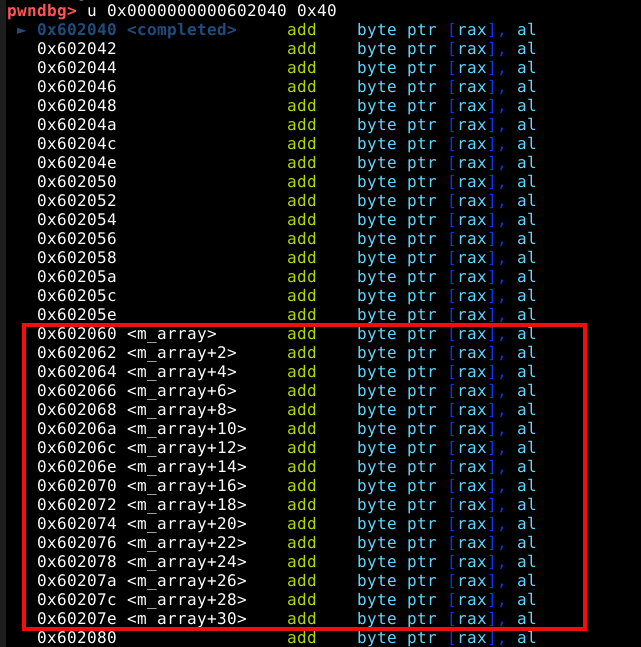 pwndbg> u 0x0000000000602040 0x40
► 0x602040 <completed> add byte ptr [rax], al
0x602042 add byte ptr [rax], al
0x602044 add byte ptr [rax], al
0x602046 add byte ptr [rax], al
0x602048 add byte ptr [rax], al
0x60204a add byte ptr [rax], al
0x60204c add byte ptr [rax], al
0x60204e add byte ptr [rax], al
0x602050 add byte ptr [rax], al
0x602052 add byte ptr [rax], al
0x602054 add byte ptr [rax], al
0x602056 add byte ptr [rax], al
0x602058 add byte ptr [rax], al
0x60205a add byte ptr [rax], al
0x60205c add byte ptr [rax], al
0x60205e add byte ptr [rax], al
0x602060 <m_array> add byte ptr [rax], al
0x602062 <m_array+2> add byte ptr [rax], al
0x602064 <m_array+4> add byte ptr [rax], al
0x602066 <m_array+6> add byte ptr [rax], al
0x602068 <m_array+8> add byte ptr [rax], al
0x60206a <m_array+10> add byte ptr [rax], al
0x60206c <m_array+12> add byte ptr [rax], al
0x60206e <m_array+14> add byte ptr [rax], al
0x602070 <m_array+16> add byte ptr [rax], al
0x602072 <m_array+18> add byte ptr [rax], al
0x602074 <m_array+20> add byte ptr [rax], al
0x602076 <m_array+22> add byte ptr [rax], al
0x602078 <m_array+24> add byte ptr [rax], al
0x60207a <m_array+26> add byte ptr [rax], al
0x60207c <m_array+28> add byte ptr [rax], al
0x60207e <m_array+30> add byte ptr [rax], al
0x602080 add byte ptr [rax], al